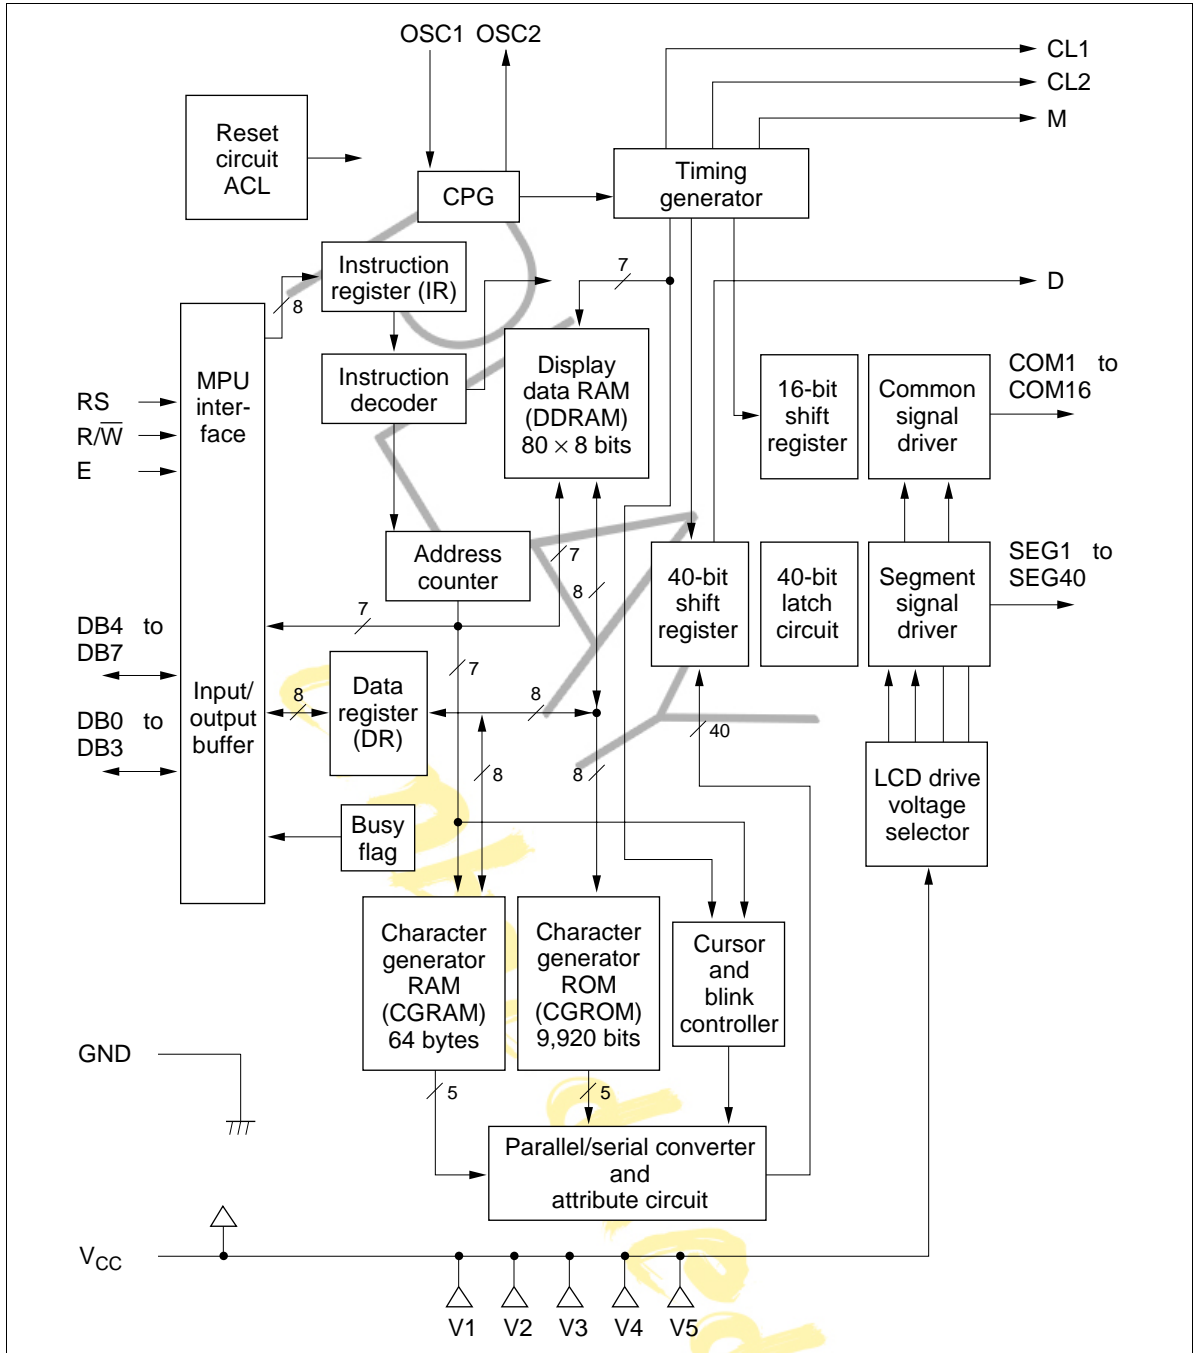 OSC1 OSC2
CL1
CL2
M
Reset
circuit
ACL
CPG
Timing
generator
Instruction
register (IR)
8
7
D
MPU
inter-
face
Instruction
decoder
Display
data RAM
(DDRAM)
80 × 8 bits
16-bit
shift
register
Common
signal
driver
COM1 to
COM16
RS
R/W̅
E
Address
counter
7
8
40-bit
shift
register
40-bit
latch
circuit
Segment
signal
driver
SEG1 to
SEG40
7
7
DB4 to
DB7
DB0 to
DB3
Input/
output
buffer
8
Data
register
(DR)
8
8
8
40
LCD drive
voltage
selector
Busy
flag
Character
generator
RAM
(CGRAM)
64 bytes
Character
generator
ROM
(CGROM)
9,920 bits
Cursor
and
blink
controller
GND
5
5
Parallel/serial converter
and
attribute circuit
VCC
V1 V2 V3 V4 V5